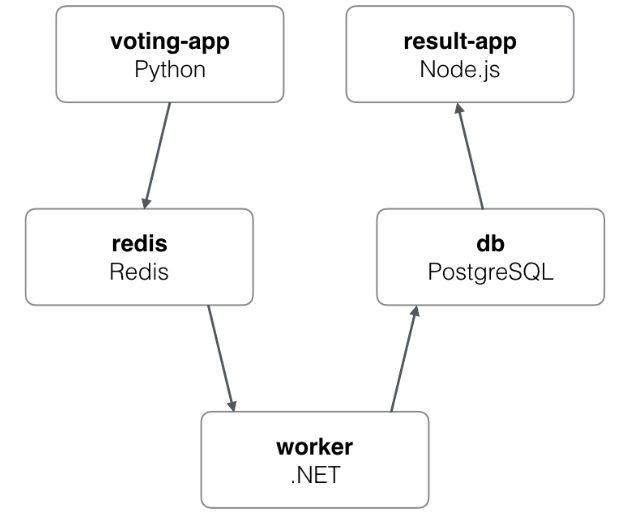 voting-app
Python
result-app
Node.js
redis
Redis
db
PostgreSQL
worker
.NET